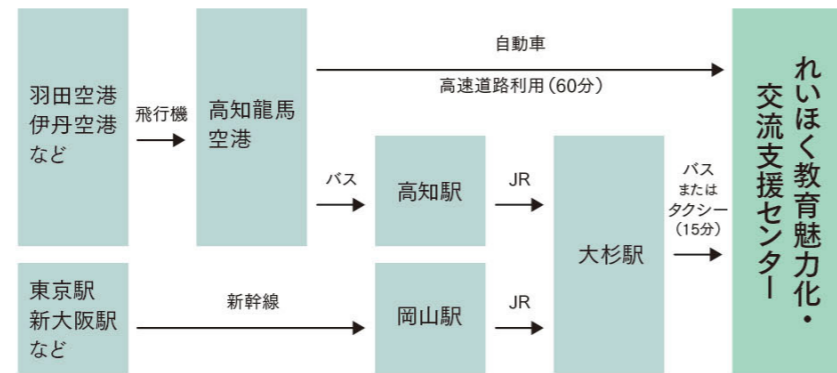 羽田空港
伊丹空港
など
飛行機
高知龍馬
空港
自動車
高速道路利用（60分）
バス
高知駅
JR
大杉駅
バス
または
タクシー
（15分）
れいほく教育魅力化・
交流支援センター
東京駅
新大阪駅
など
新幹線
岡山駅
JR